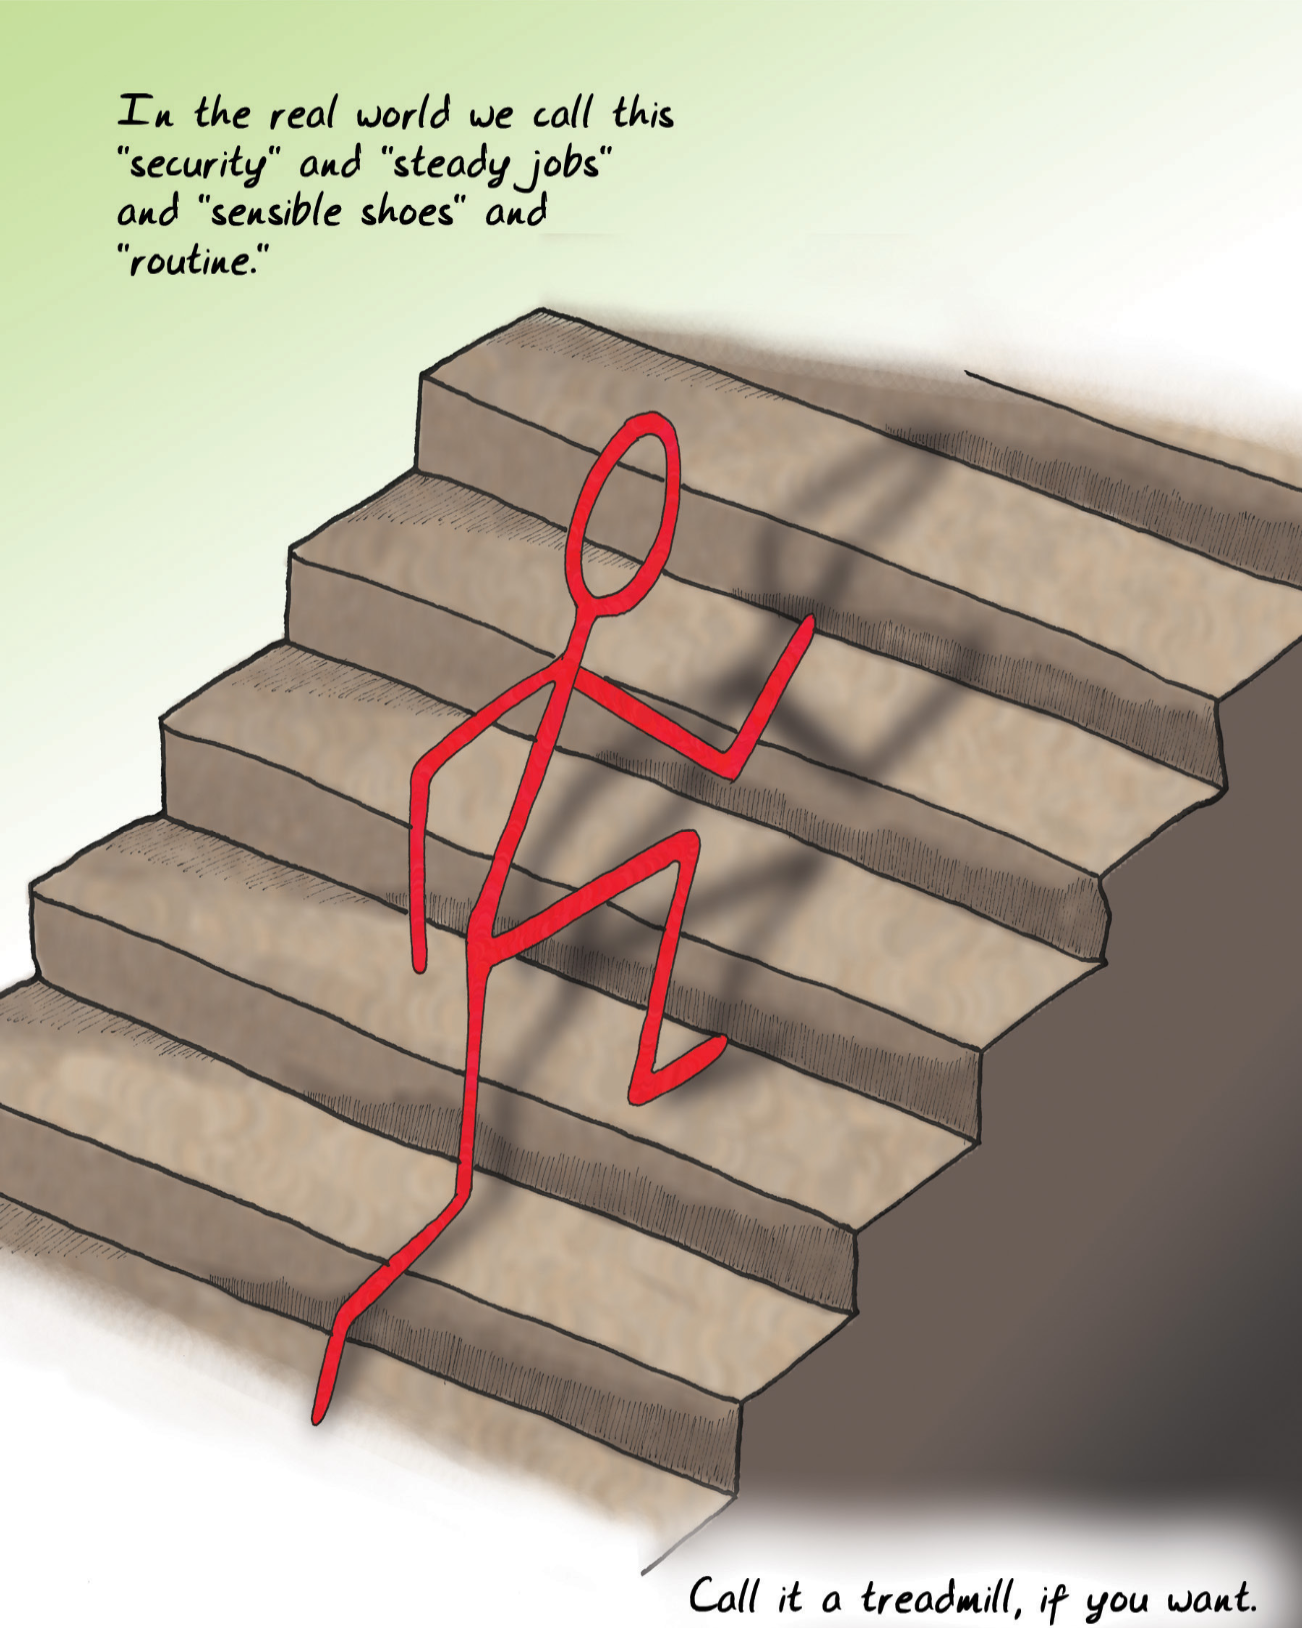 In the real world we call this
"security" and "steady jobs"
and "sensible shoes" and
"routine."
Call it a treadmill, if you want.